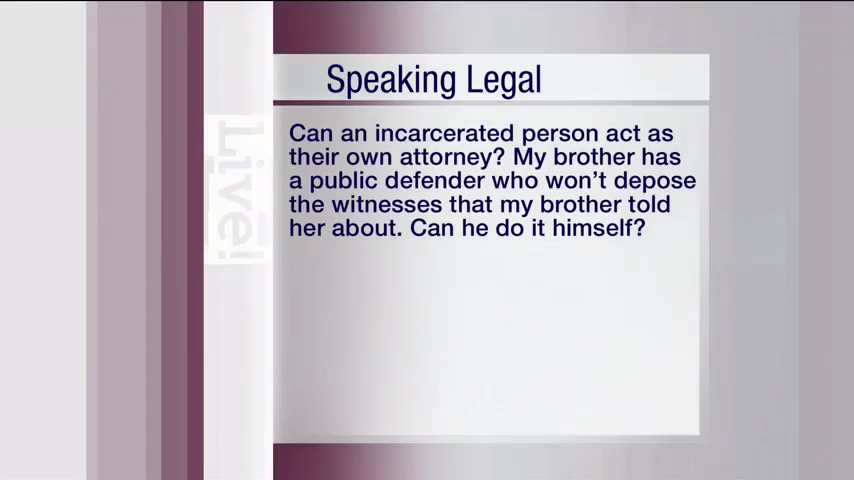 Speaking Legal
Live!
Can an incarcerated person act as
their own attorney? My brother has
a public defender who won't depose
the witnesses that my brother told
her about. Can he do it himself?